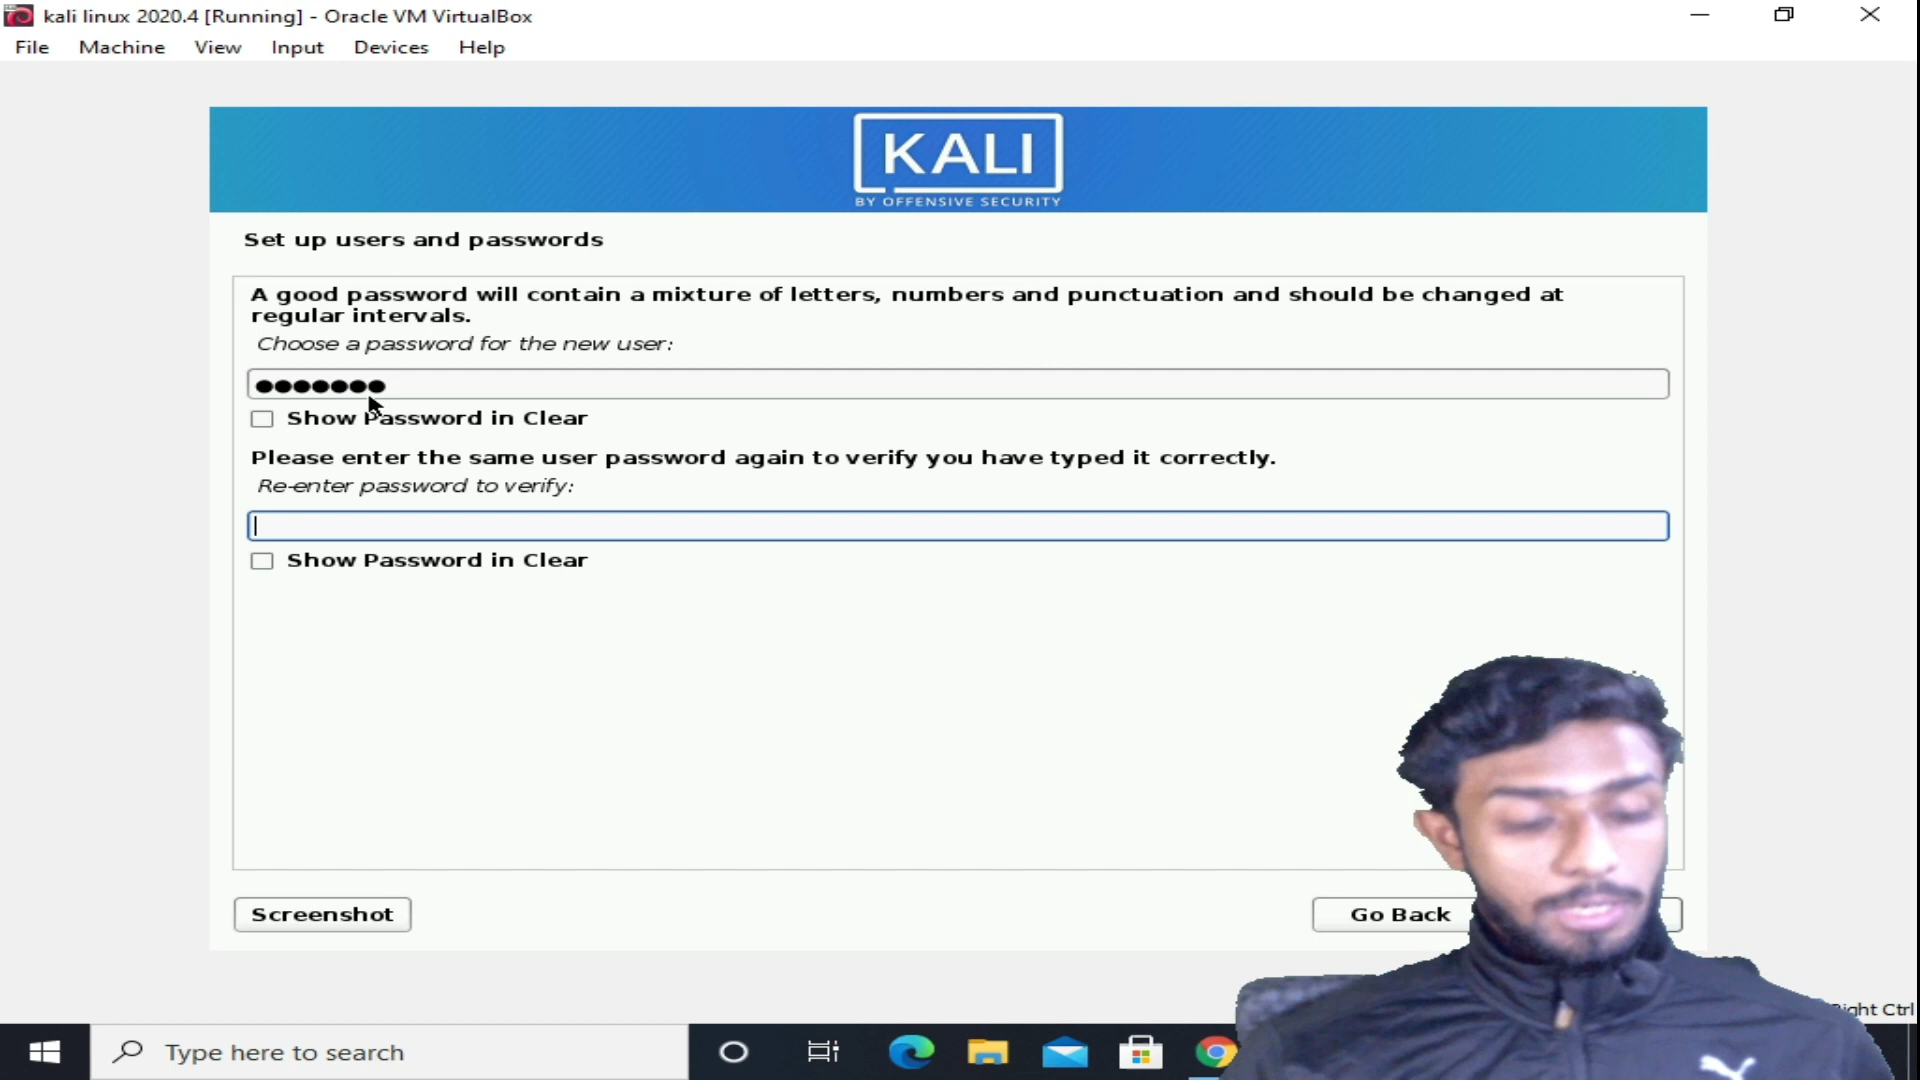 kali linux 2020.4 [Running] - Oracle VM VirtualBox
File Machine View Input Devices Help
KALI
BY OFFENSIVE SECURITY
Set up users and passwords
A good password will contain a mixture of letters, numbers and punctuation and should be changed at
regular intervals.
Choose a password for the new user:
●●●●●●●
Show Password in Clear
Please enter the same user password again to verify you have typed it correctly.
Re-enter password to verify:
Show Password in Clear
Screenshot Go Back
Right Ctrl
Type here to search